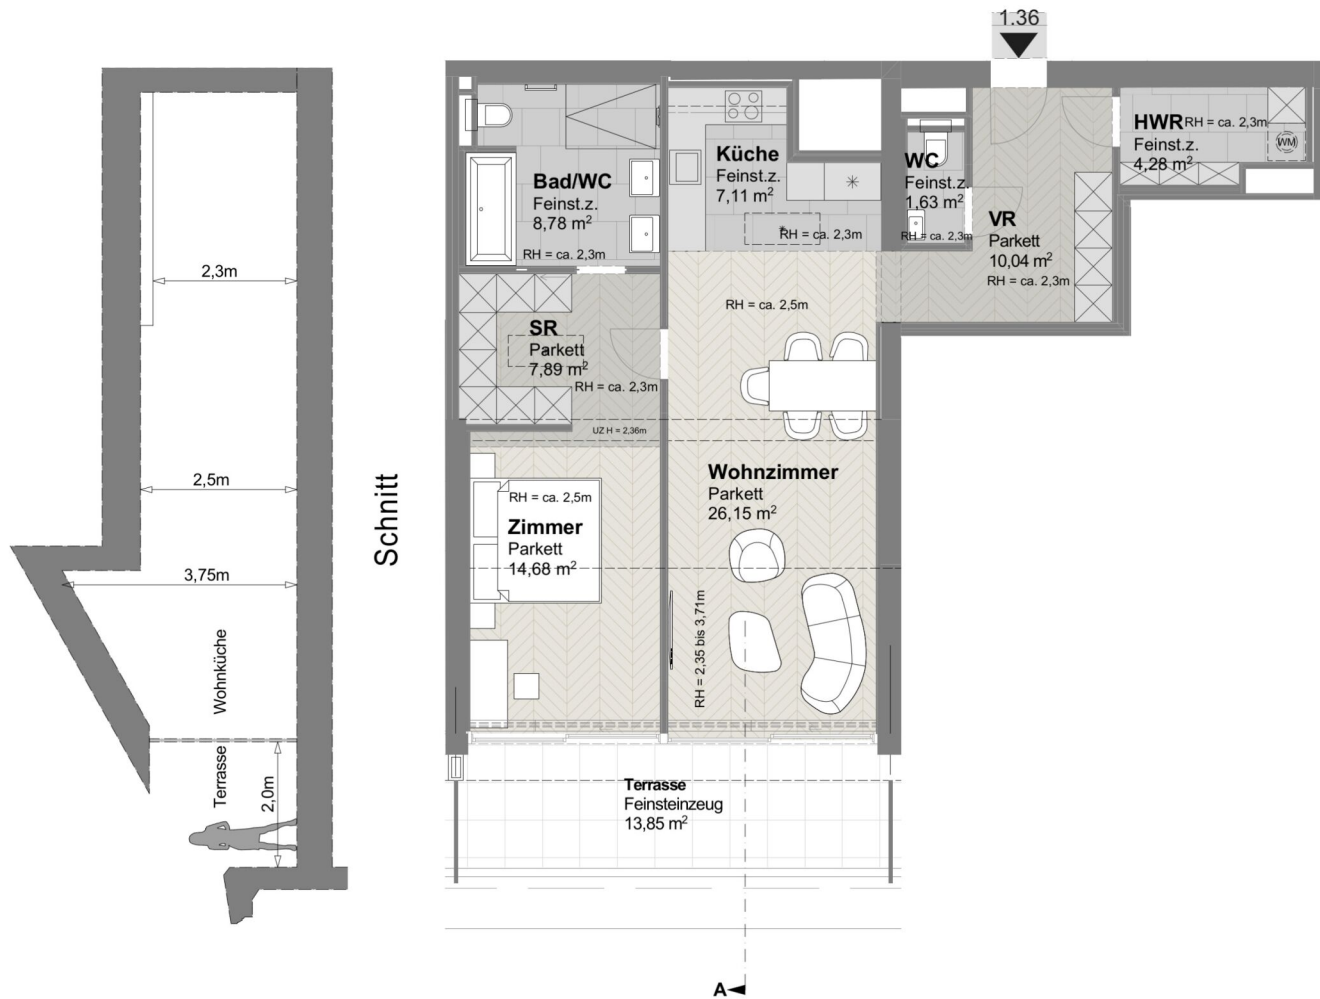 1.36
2,3m
2,5m
3,75m
Wohnküche
Terrasse
2,0m
Schnitt
Bad/WC
Feinst.z.
8,78 m²
RH = ca. 2,3m
Küche
Feinst.z.
7,11 m²
RH = ca. 2,3m
WC
Feinst.z.
1,63 m²
RH = ca. 2,3m
VR
Parkett
10,04 m²
RH = ca. 2,3m
HWR
RH = ca. 2,3m
Feinst.z.
4,28 m²
WM
SR
Parkett
7,89 m²
RH = ca. 2,3m
UZ H = 2,36m
RH = ca. 2,5m
Wohnzimmer
Parkett
26,15 m²
RH = 2,35 bis 3,71m
RH = ca. 2,5m
Zimmer
Parkett
14,68 m²
Terrasse
Feinsteinzeug
13,85 m²
A